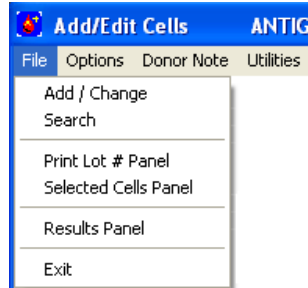 Add/Edit Cells ANTIG
File Options Donor Note Utilities
Add / Change
Search
Print Lot # Panel
Selected Cells Panel
Results Panel
Exit